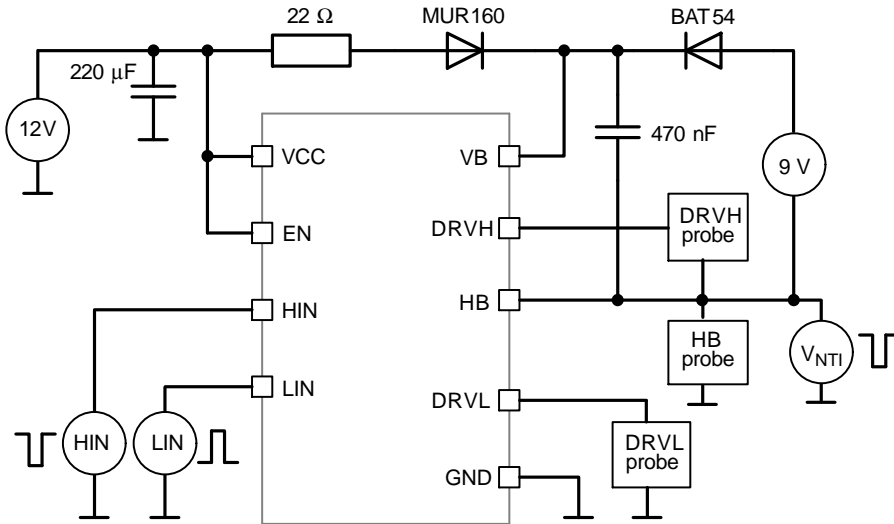 22 Ω
MUR160
BAT54
220 μF
12V
470 nF
9 V
VCC
VB
EN
DRVH
DRVH
probe
HIN
HB
HB
probe
VNTI
LIN
DRVL
HIN
LIN
DRVL
probe
GND